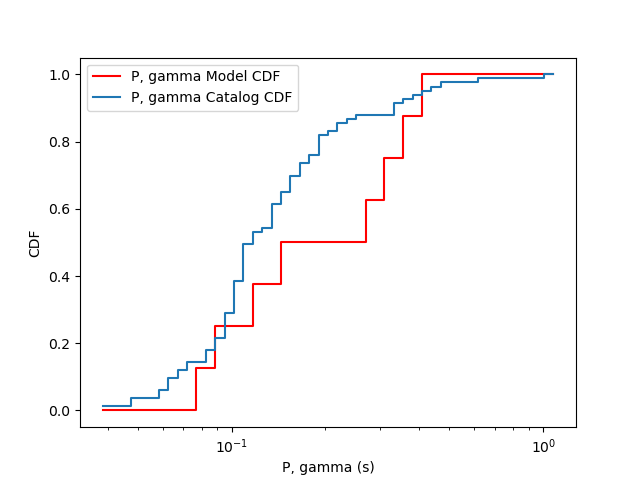 P, gamma Model CDF
P, gamma Catalog CDF
1.0
0.8
0.6
0.4
0.2
0.0
CDF
10⁻¹ 10⁰
P, gamma (s)